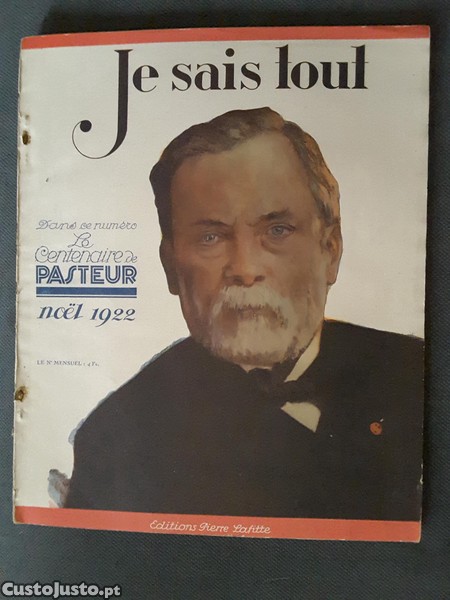 Je sais tout
Dans ce numéro
Le
Centenaire de
PASTEUR
noël 1922
LE Nº MENSUEL : 4 Fr.
Éditions Pierre Lafitte
CustoJusto.pt